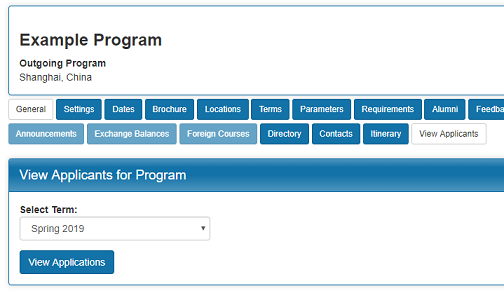 Example Program
Outgoing Program
Shanghai, China
General Settings Dates Brochure Locations Terms Parameters Requirements Alumni Feedba
Announcements Exchange Balances Foreign Courses Directory Contacts Itinerary View Applicants
View Applicants for Program
Select Term:
Spring 2019
View Applications